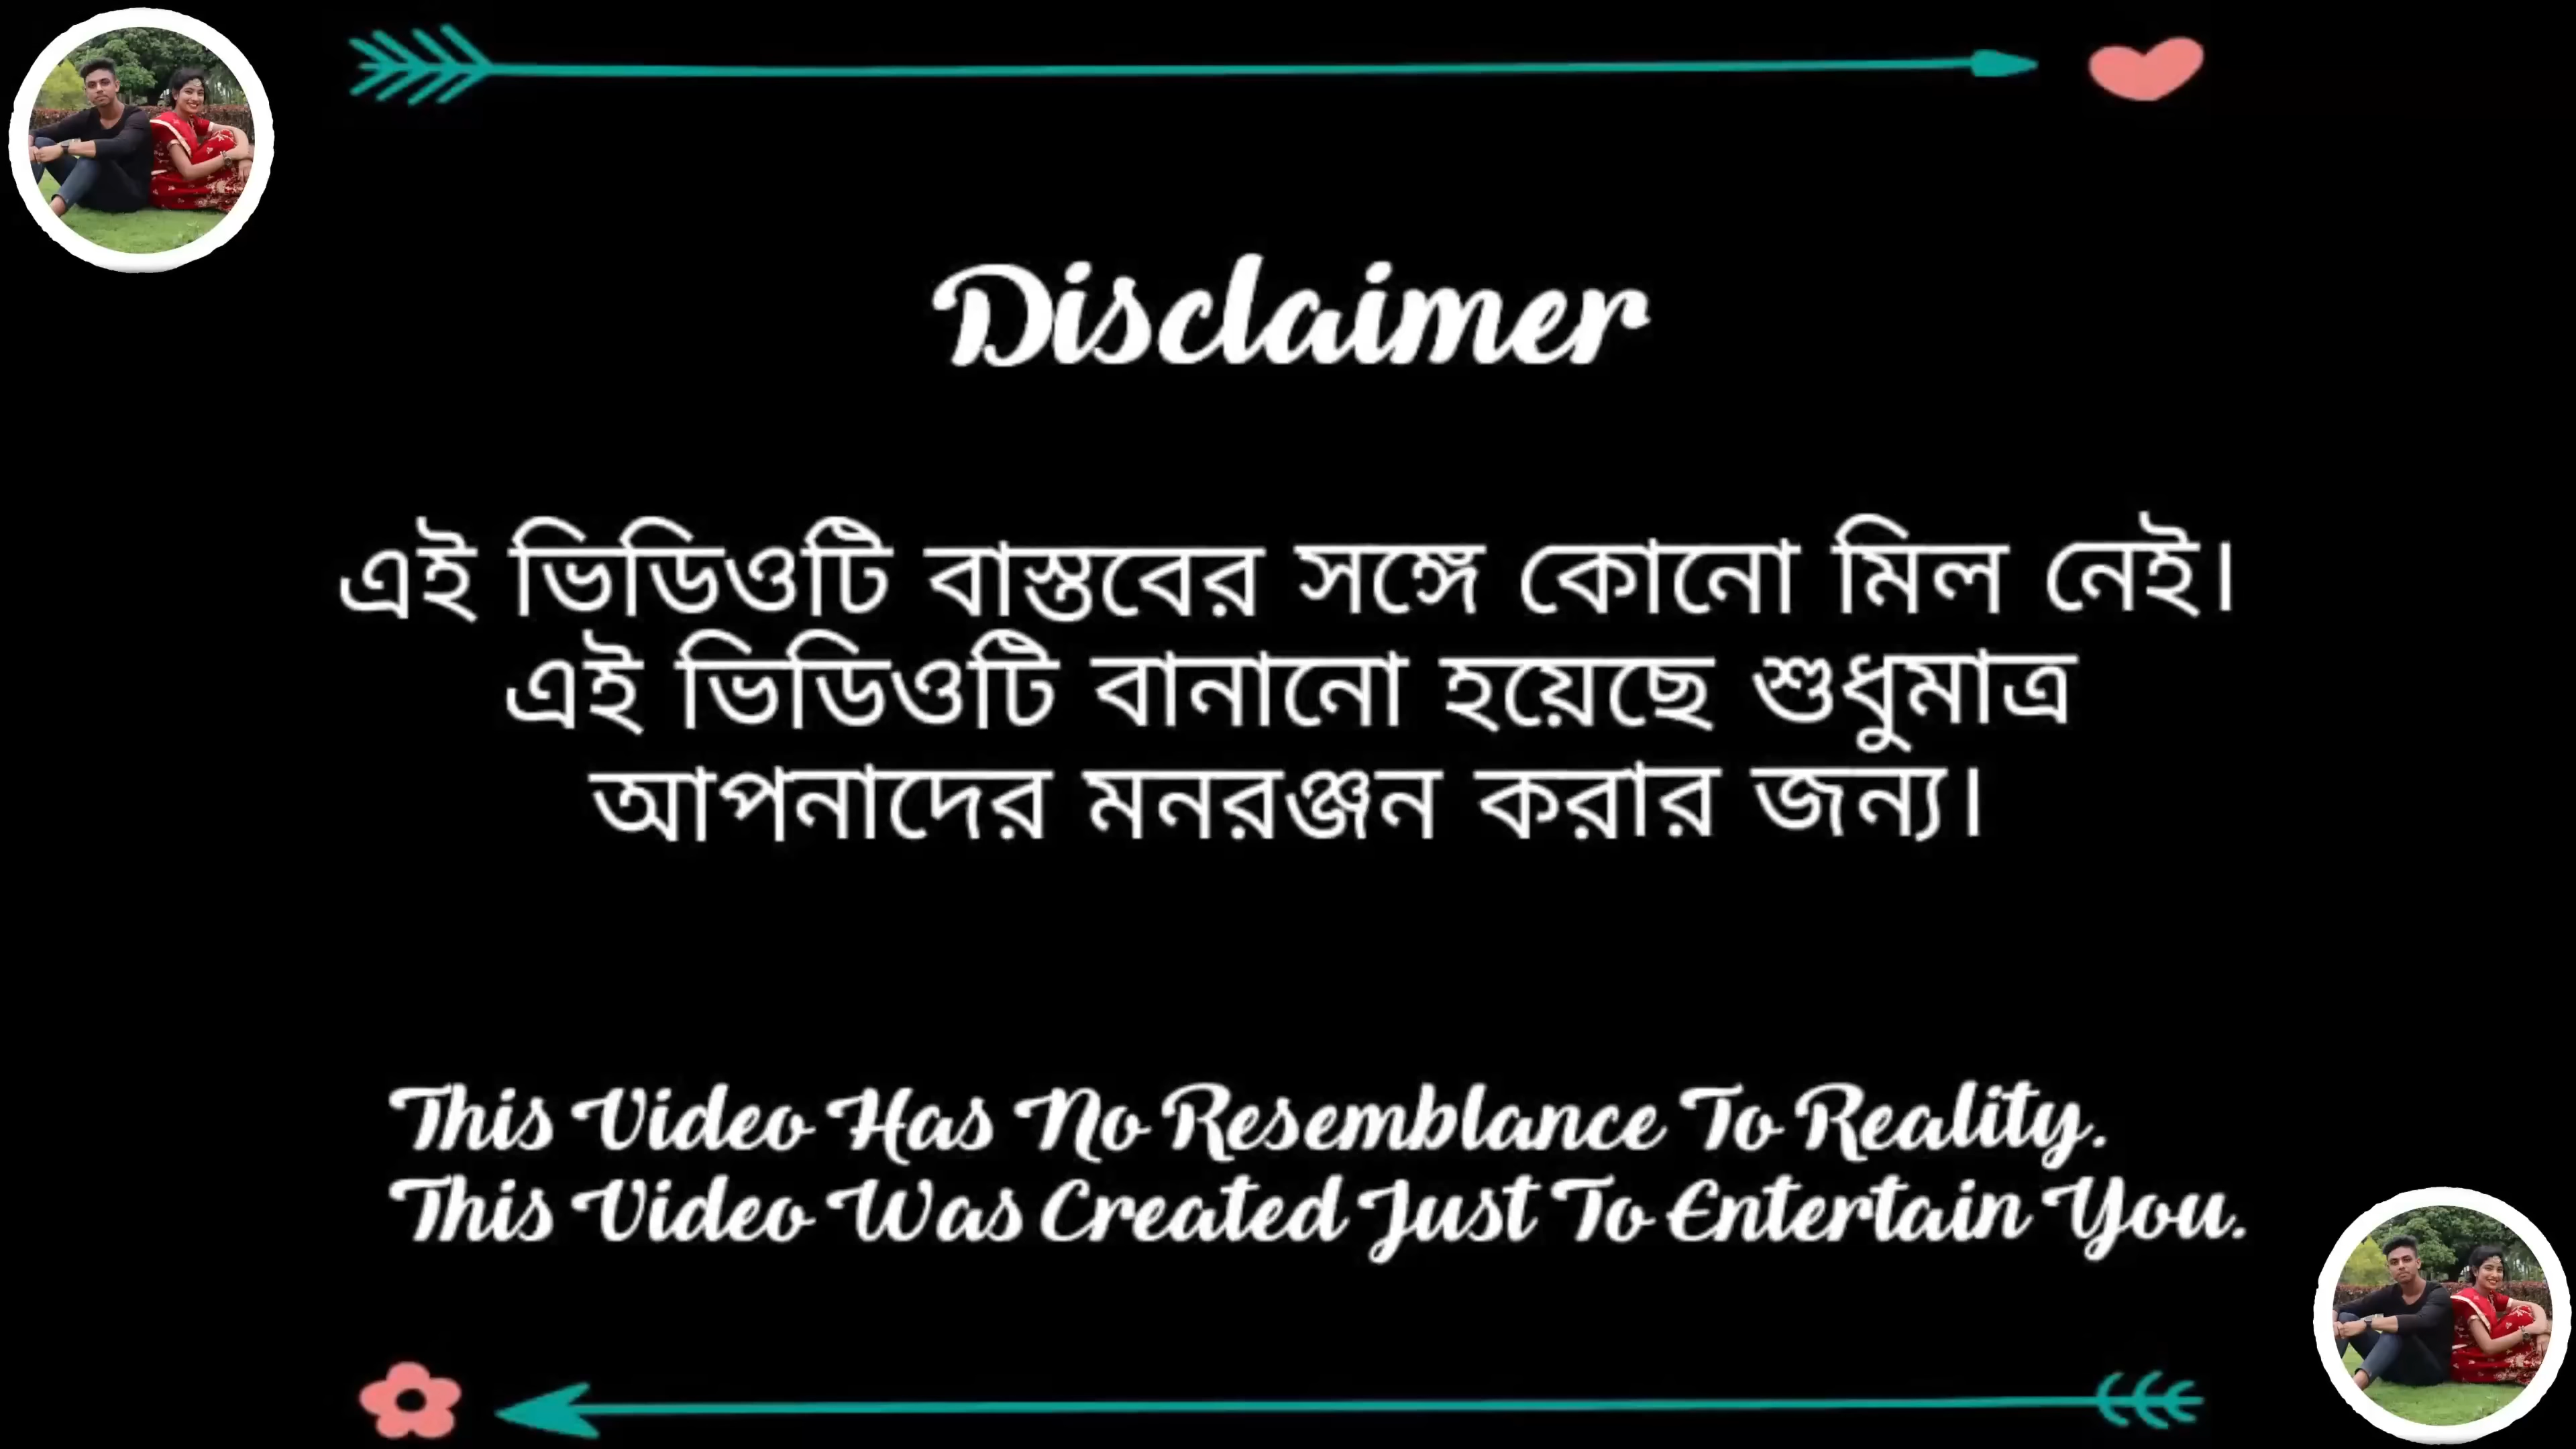 Disclaimer
এই ভিডিওটি বাস্তবের সঙ্গে কোনো মিল নেই।
এই ভিডিওটি বানানো হয়েছে শুধুমাত্র
আপনাদের মনরঞ্জন করার জন্য।
This Video Has No Resemblance To Reality.
This Video Was Created Just To Entertain You.